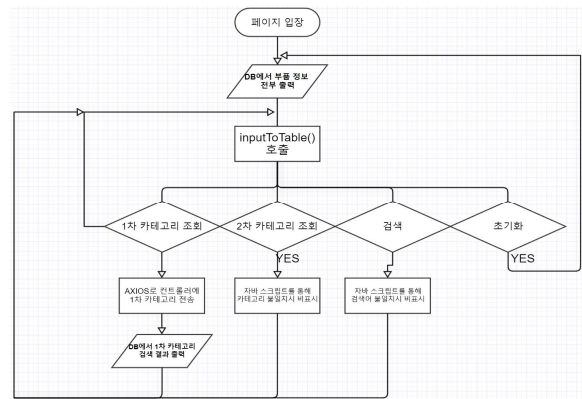 페이지 입장
DB에서 부품 정보
전부 출력
inputToTable()
호출
1차 카테고리 조회
2차 카테고리 조회
검색
초기화
YES
YES
AXIOS로 컨트롤러에
1차 카테고리 전송
자바 스크립트를 통해
카테고리 불일지시 비표시
자바 스크립트를 통해
검색어 불일지시 비표시
DB에서 1차 카테고리
검색 결과 출력